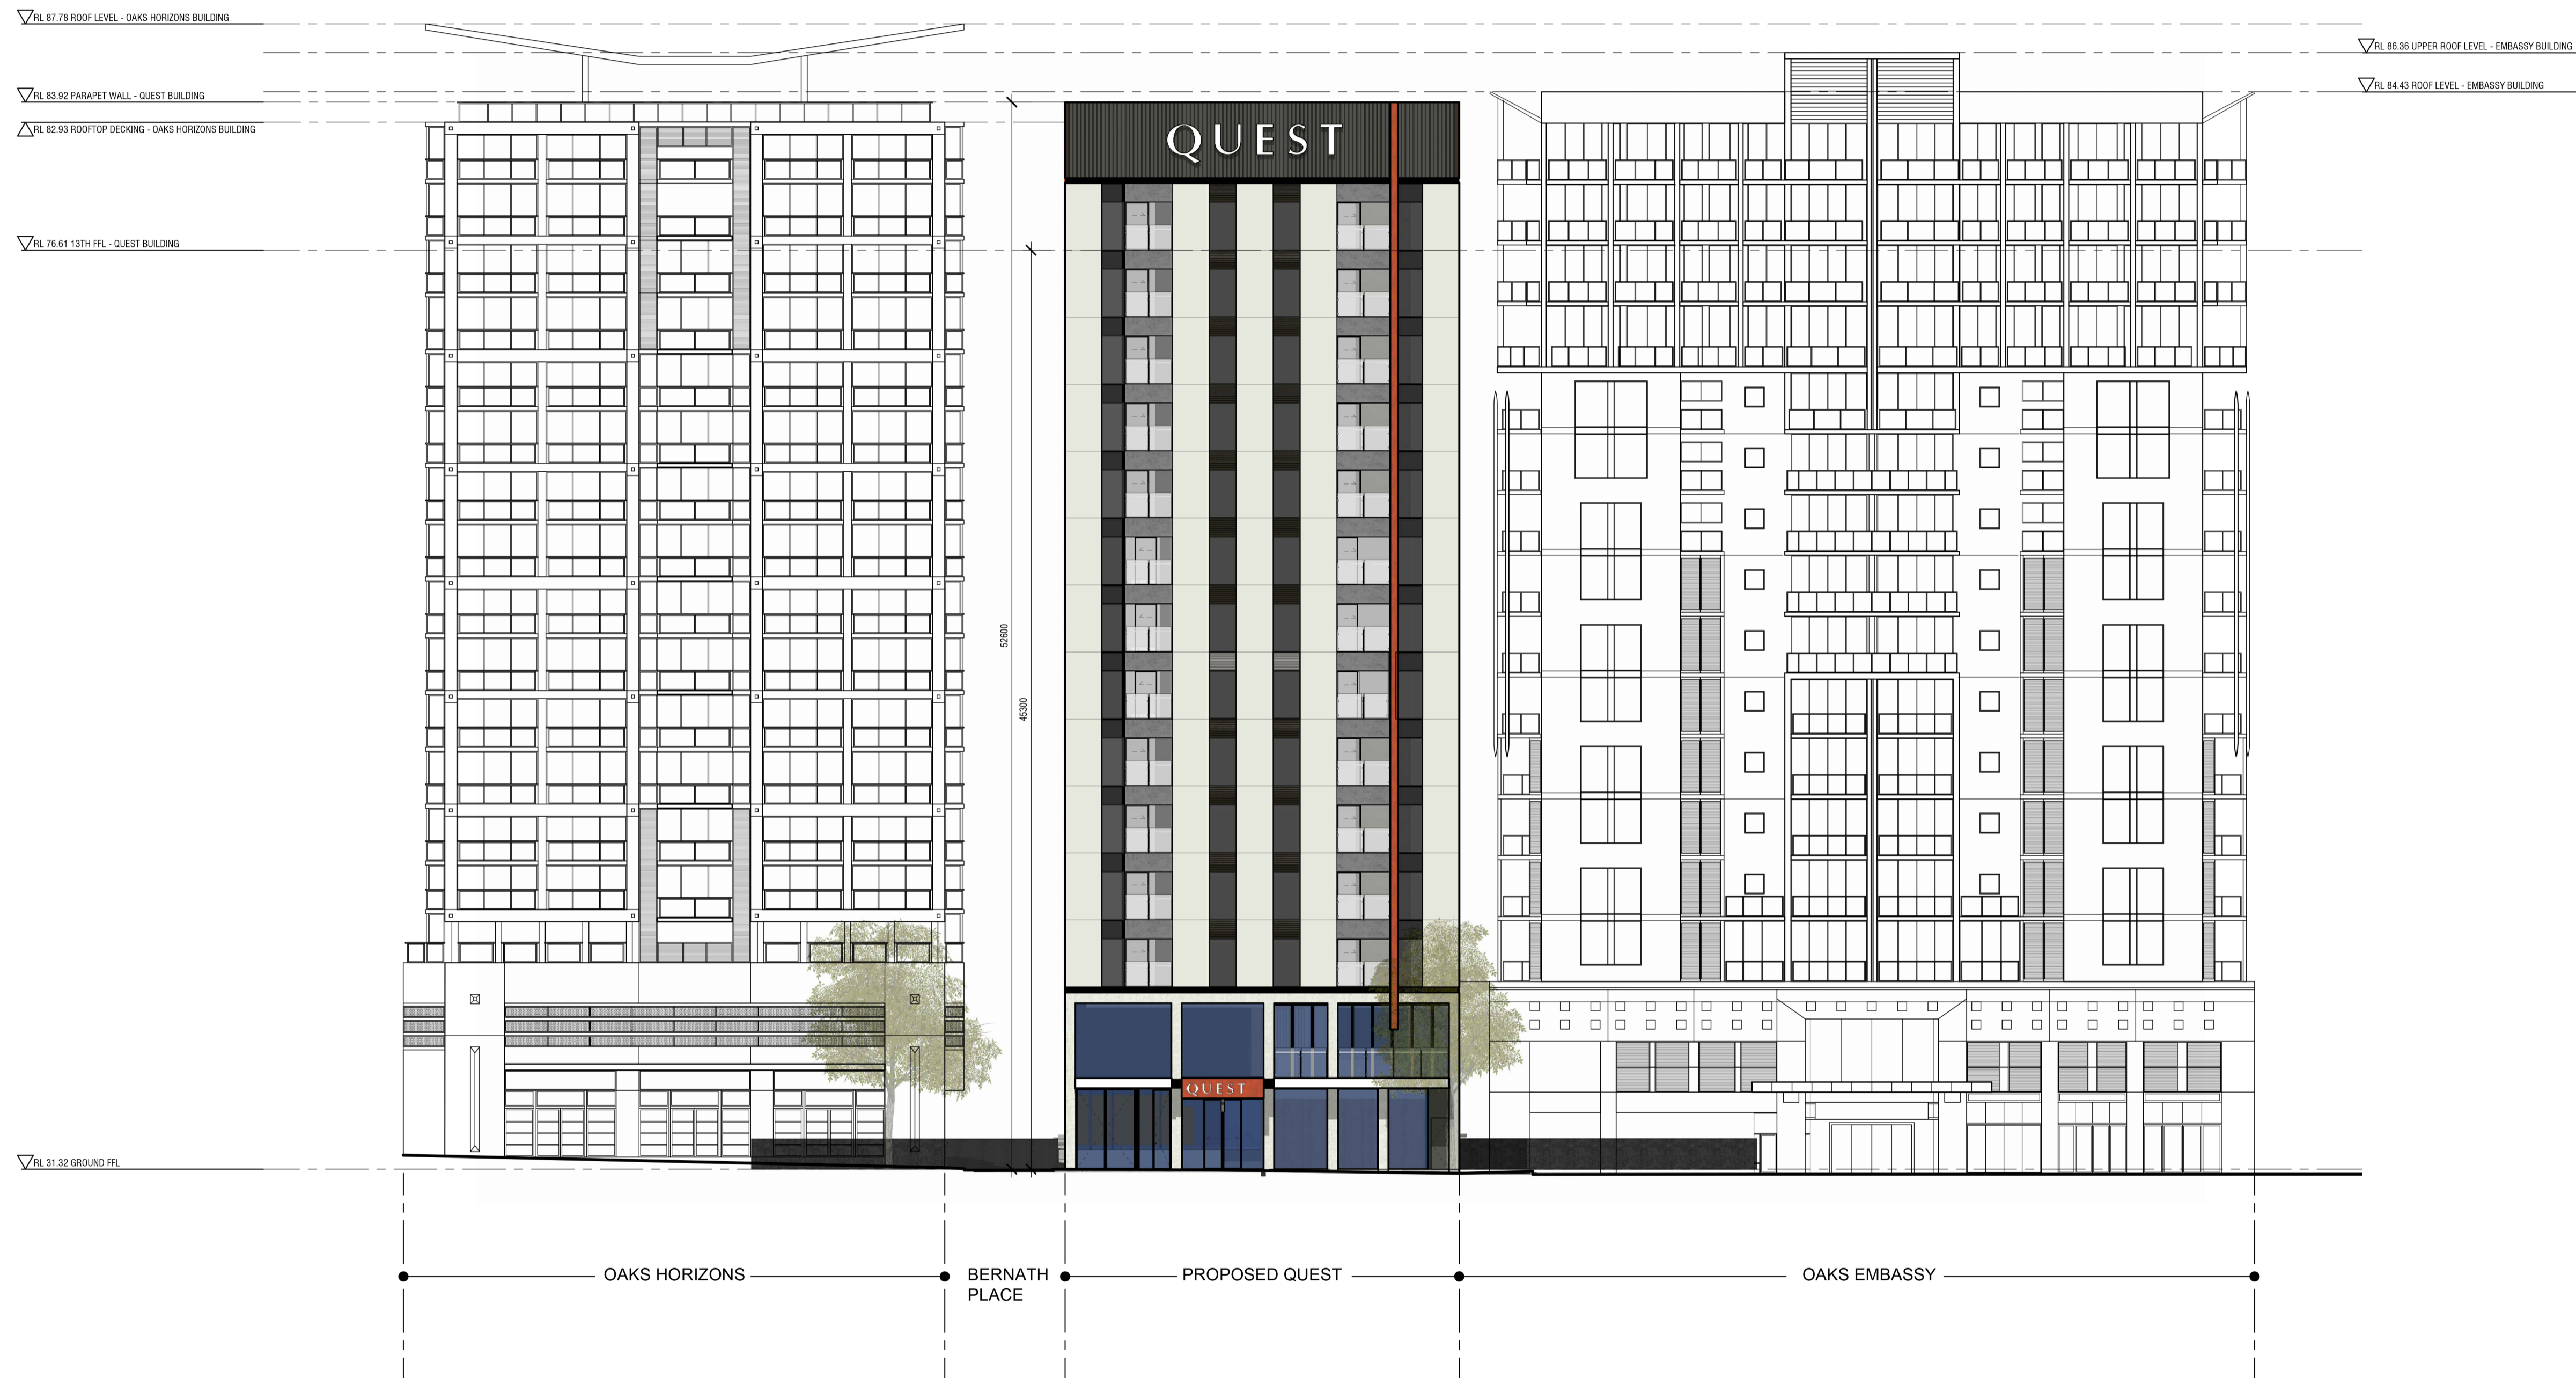 RL 87.78 ROOF LEVEL - OAKS HORIZONS BUILDING
RL 86.36 UPPER ROOF LEVEL - EMBASSY BUILDING
RL 84.43 ROOF LEVEL - EMBASSY BUILDING
RL 83.92 PARAPET WALL - QUEST BUILDING
RL 82.93 ROOFTOP DECKING - OAKS HORIZONS BUILDING
QUEST
RL 76.61 13TH FFL - QUEST BUILDING
52600
45300
QUEST
RL 31.32 GROUND FFL
OAKS HORIZONS
BERNATH
PLACE
PROPOSED QUEST
OAKS EMBASSY